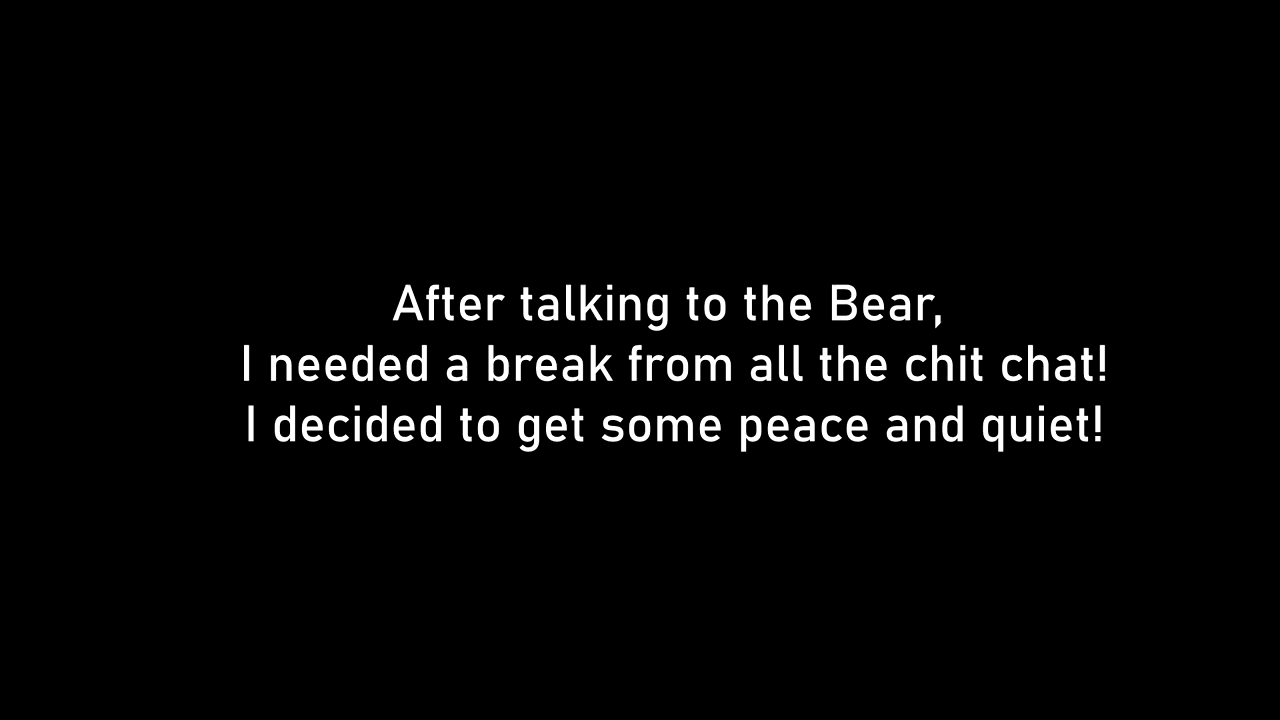 After talking to the Bear,
I needed a break from all the chit chat!
I decided to get some peace and quiet!